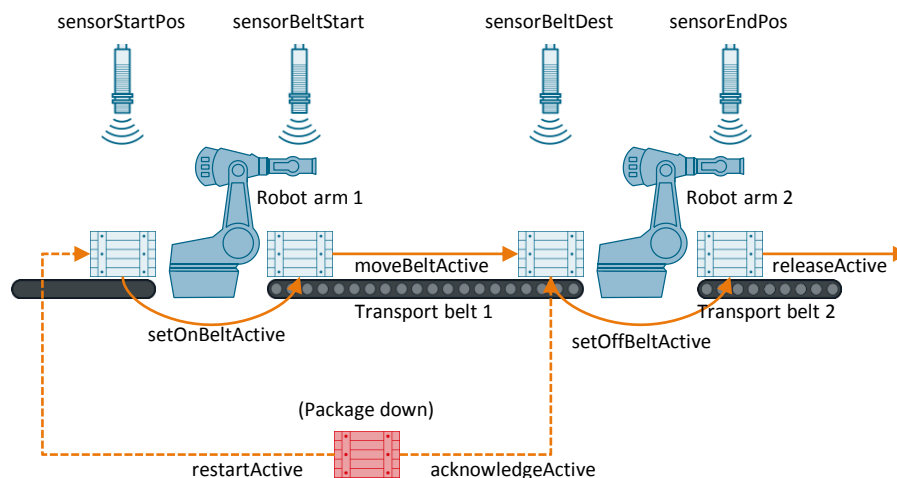 sensorStartPos
sensorBeltStart
sensorBeltDest
sensorEndPos
Robot arm 1
Robot arm 2
moveBeltActive
releaseActive
Transport belt 1
Transport belt 2
setOnBeltActive
setOffBeltActive
(Package down)
restartActive
acknowledgeActive